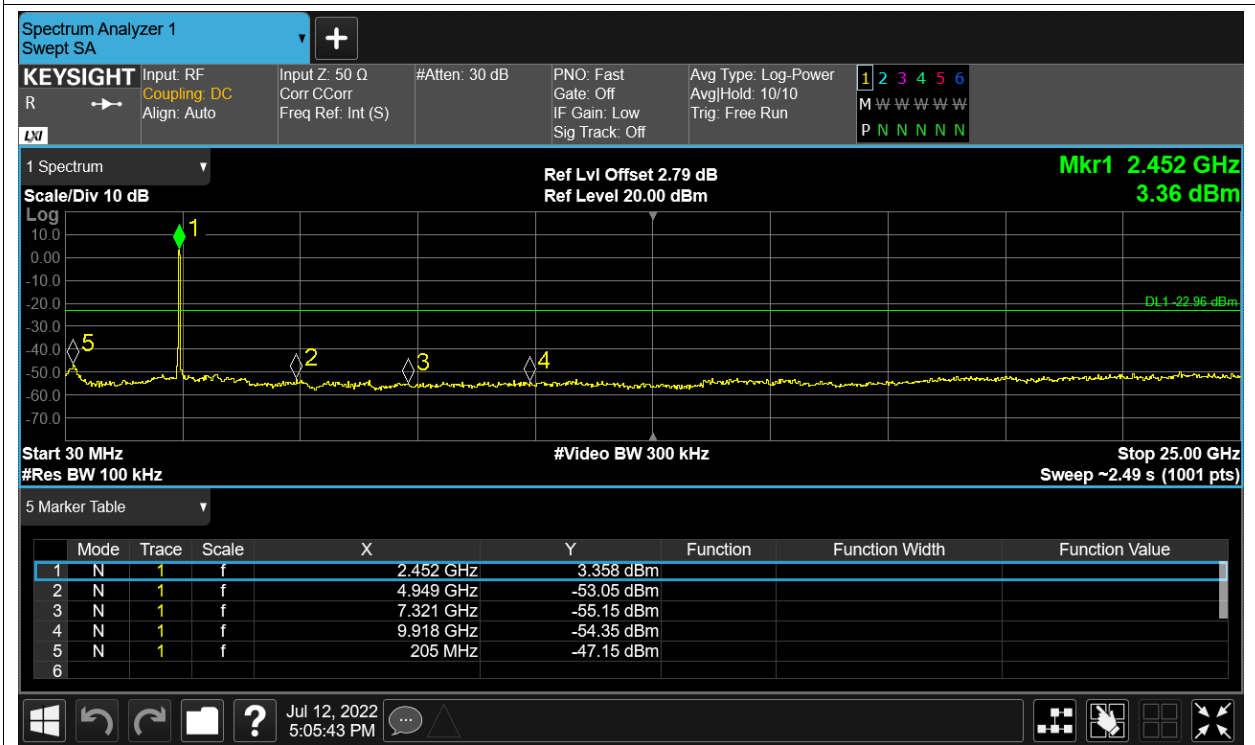 Spectrum Analyzer 1
Swept SA
KEYSIGHT Input: RF Input Z: 50 Ω #Atten: 30 dB PNO: Fast Avg Type: Log-Power 1 2 3 4 5 6
R Coupling: DC Corr CCorr Gate: Off Avg|Hold: 10/10 M W W W W W
Align: Auto Freq Ref: Int (S) IF Gain: Low Trig: Free Run
LXI Sig Track: Off P N N N N N
1 Spectrum Ref Lvl Offset 2.79 dB Mkr1 2.452 GHz
Scale/Div 10 dB Ref Level 20.00 dBm 3.36 dBm
Log
1
10.0
0.00
-10.0
-20.0 DL1 -22.96 dBm
-30.0
-40.0 5 2 3 4
-50.0
-60.0
-70.0
Start 30 MHz #Video BW 300 kHz Stop 25.00 GHz
#Res BW 100 kHz Sweep ~2.49 s (1001 pts)
5 Marker Table
Mode Trace Scale X Y Function Function Width Function Value
1 N 1 f 2.452 GHz 3.358 dBm
2 N 1 f 4.949 GHz -53.05 dBm
3 N 1 f 7.321 GHz -55.15 dBm
4 N 1 f 9.918 GHz -54.35 dBm
5 N 1 f 205 MHz -47.15 dBm
6
? Jul 12, 2022
5:05:43 PM